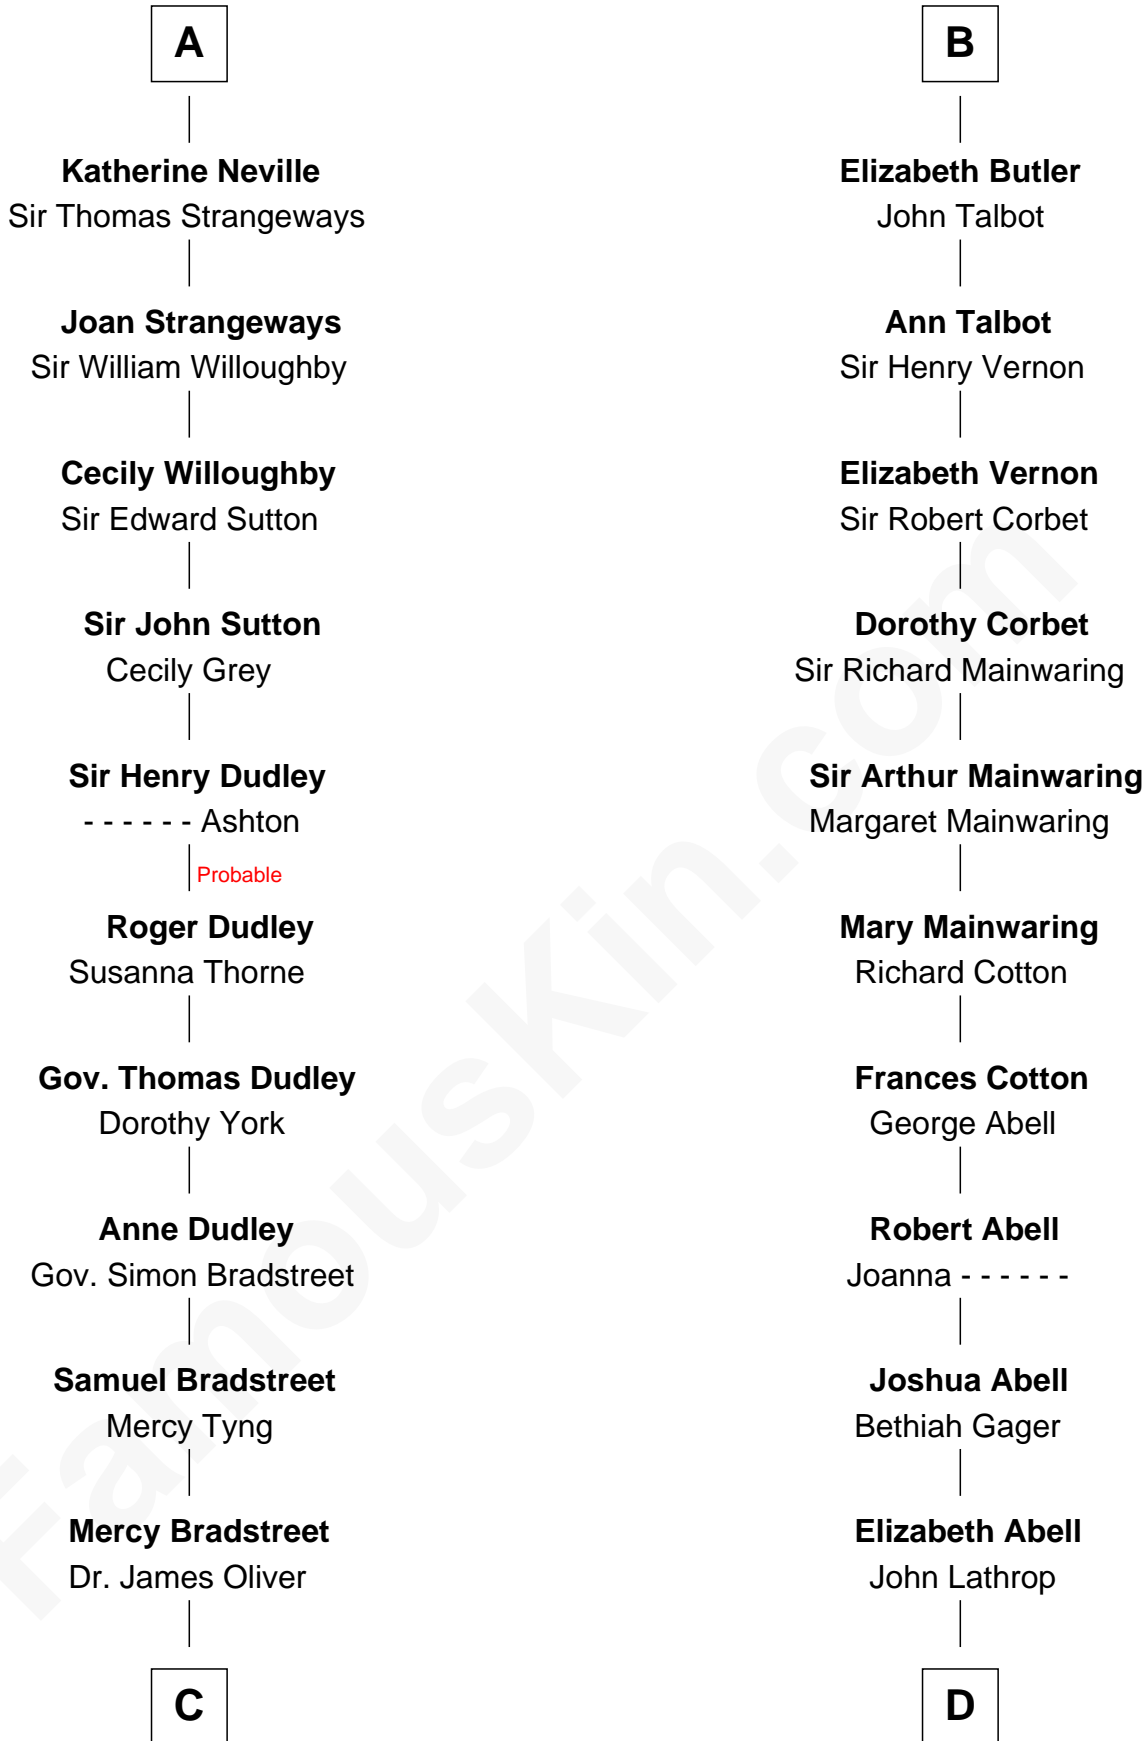 A
Katherine Neville
Sir Thomas Strangeways
Joan Strangeways
Sir William Willoughby
Cecily Willoughby
Sir Edward Sutton
Sir John Sutton
Cecily Grey
Sir Henry Dudley
- - - - - - Ashton
Probable
Roger Dudley
Susanna Thorne
Gov. Thomas Dudley
Dorothy York
Anne Dudley
Gov. Simon Bradstreet
Samuel Bradstreet
Mercy Tyng
Mercy Bradstreet
Dr. James Oliver
C
B
Elizabeth Butler
John Talbot
Ann Talbot
Sir Henry Vernon
Elizabeth Vernon
Sir Robert Corbet
Dorothy Corbet
Sir Richard Mainwaring
Sir Arthur Mainwaring
Margaret Mainwaring
Mary Mainwaring
Richard Cotton
Frances Cotton
George Abell
Robert Abell
Joanna - - - - - -
Joshua Abell
Bethiah Gager
Elizabeth Abell
John Lathrop
D
FamousKin.com